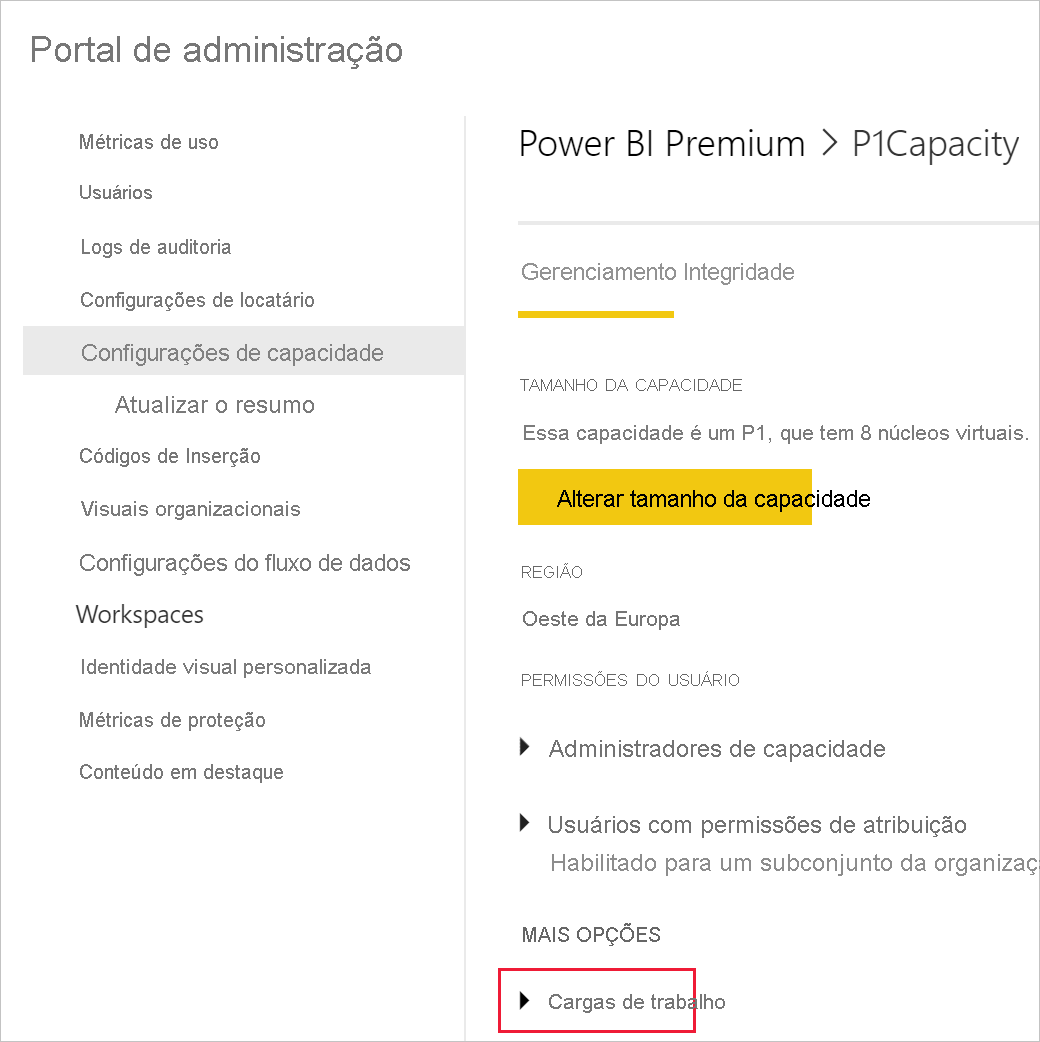 Portal de administração
Métricas de uso
Usuários
Logs de auditoria
Configurações de locatário
Configurações de capacidade
Atualizar o resumo
Códigos de Inserção
Visuais organizacionais
Configurações do fluxo de dados
Workspaces
Identidade visual personalizada
Métricas de proteção
Conteúdo em destaque
Power BI Premium > P1Capacity
Gerenciamento Integridade
TAMANHO DA CAPACIDADE
Essa capacidade é um P1, que tem 8 núcleos virtuais.
Alterar tamanho da capacidade
REGIÃO
Oeste da Europa
PERMISSÕES DO USUÁRIO
Administradores de capacidade
Usuários com permissões de atribuição
Habilitado para um subconjunto da organizaç
MAIS OPÇÕES
Cargas de trabalho